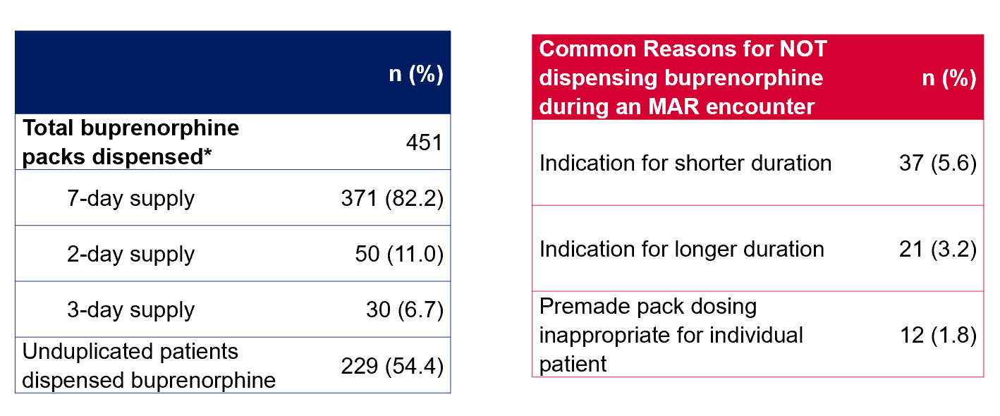 n (%)
Total buprenorphine
packs dispensed*
451
7-day supply
371 (82.2)
2-day supply
50 (11.0)
3-day supply
30 (6.7)
Unduplicated patients
dispensed buprenorphine
229 (54.4)
Common Reasons for NOT
dispensing buprenorphine
during an MAR encounter
n (%)
Indication for shorter duration
37 (5.6)
Indication for longer duration
21 (3.2)
Premade pack dosing
inappropriate for individual
patient
12 (1.8)